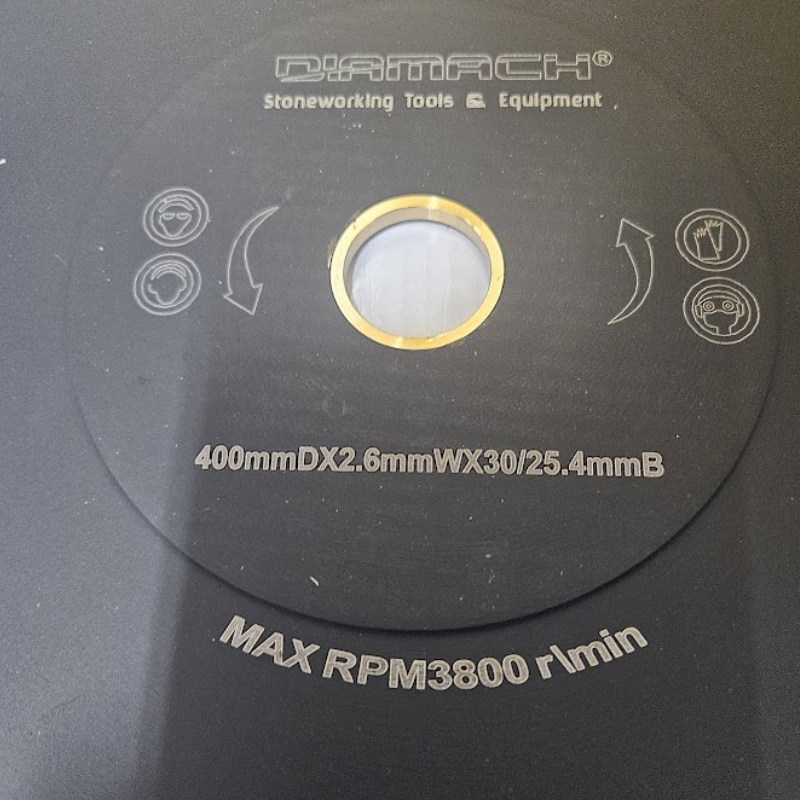 DIAMACH®
Stoneworking Tools & Equipment
400mmDX2.6mmWX30/25.4mmB
MAX RPM3800 r\min